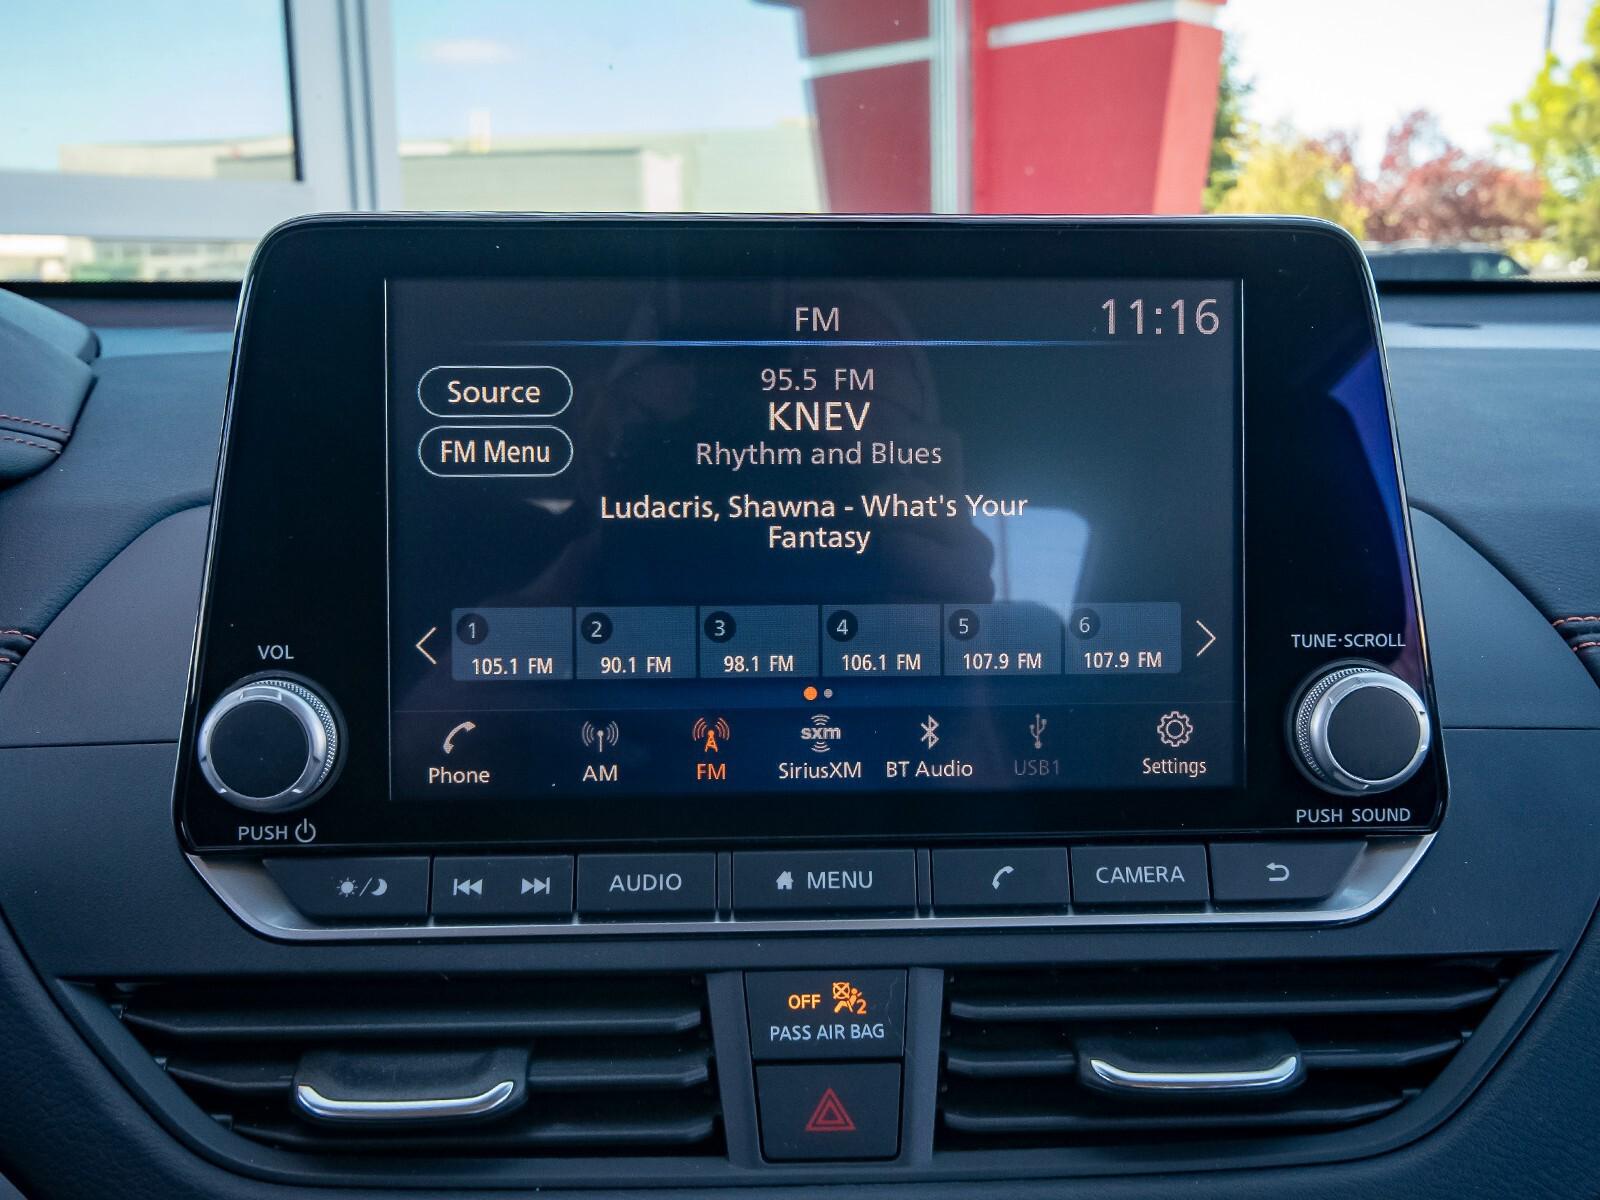 FM
11:16
Source
95.5 FM
KNEV
FM Menu
Rhythm and Blues
Ludacris, Shawna - What's Your
Fantasy
1 2 3 4 5 6
105.1 FM 90.1 FM 98.1 FM 106.1 FM 107.9 FM 107.9 FM
VOL
TUNE·SCROLL
sxm
Phone AM FM SiriusXM BT Audio USB1 Settings
PUSH
PUSH SOUND
AUDIO MENU CAMERA
OFF 2
PASS AIR BAG